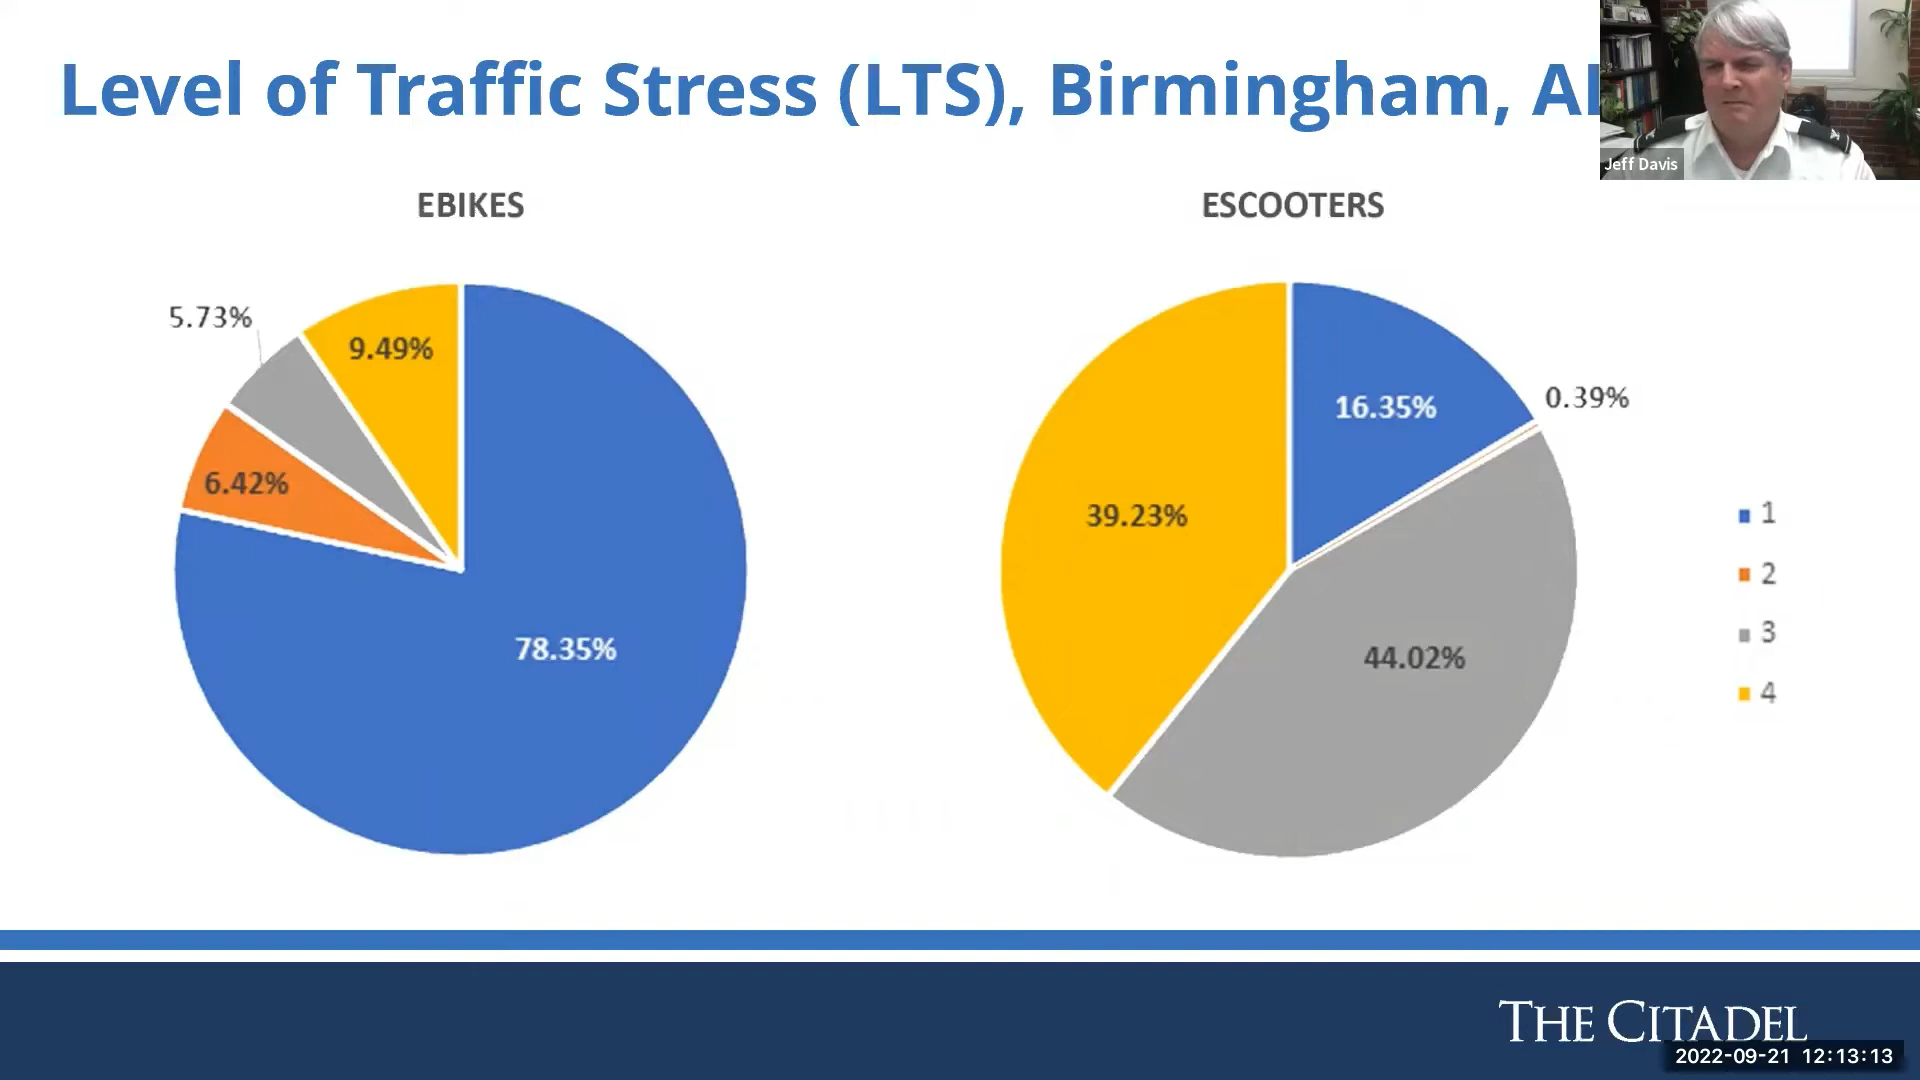 Level of Traffic Stress (LTS), Birmingham,
Jeff Davis
EBIKES
ESCOOTERS
5.73%
9.49%
6.42%
78.35%
16.35%
0.39%
39.23%
44.02%
1
2
3
4
THE CITADEL
2022-09-21 12:13:13